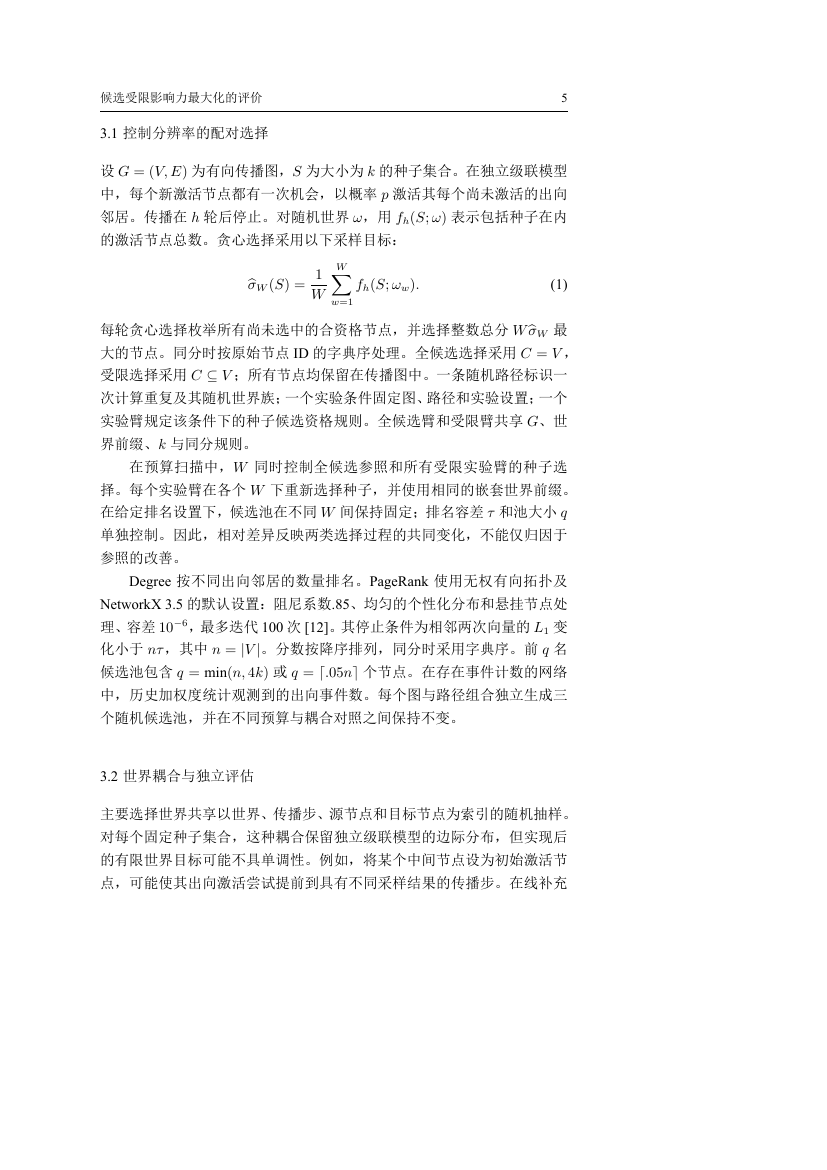 候选受限影响力最大化的评价 5
3.1 控制分辨率的配对选择
设 G = (V, E) 为有向传播图，S 为大小为 k 的种子集合。在独立级联模型
中，每个新激活节点都有一次机会，以概率 p 激活其每个尚未激活的出向
邻居。传播在 h 轮后停止。对随机世界 ω，用 f_h(S; ω) 表示包括种子在内
的激活节点总数。贪心选择采用以下采样目标：
σ̂_W(S) = \frac{1}{W} \sum_{w=1}^{W} f_h(S; ω_w). (1)
每轮贪心选择枚举所有尚未选中的合资格节点，并选择整数总分 Wσ̂_W 最
大的节点。同分时按原始节点 ID 的字典序处理。全候选选择采用 C = V，
受限选择采用 C ⊆ V；所有节点均保留在传播图中。一条随机路径标识一
次计算重复及其随机世界族；一个实验条件固定图、路径和实验设置；一个
实验臂规定该条件下的种子候选资格规则。全候选臂和受限臂共享 G、世
界前缀、k 与同分规则。
在预算扫描中，W 同时控制全候选参照和所有受限实验臂的种子选
择。每个实验臂在各个 W 下重新选择种子，并使用相同的嵌套世界前缀。
在给定排名设置下，候选池在不同 W 间保持固定；排名容差 τ 和池大小 q
单独控制。因此，相对差异反映两类选择过程的共同变化，不能仅归因于
参照的改善。
Degree 按不同出向邻居的数量排名。PageRank 使用无权有向拓扑及
NetworkX 3.5 的默认设置：阻尼系数.85、均匀的个性化分布和悬挂节点处
理、容差 10⁻⁶，最多迭代 100 次 [12]。其停止条件为相邻两次向量的 L₁ 变
化小于 nτ，其中 n = |V|。分数按降序排列，同分时采用字典序。前 q 名
候选池包含 q = min(n, 4k) 或 q = ⌈.05n⌉ 个节点。在存在事件计数的网络
中，历史加权度统计观测到的出向事件数。每个图与路径组合独立生成三
个随机候选池，并在不同预算与耦合对照之间保持不变。
3.2 世界耦合与独立评估
主要选择世界共享以世界、传播步、源节点和目标节点为索引的随机抽样。
对每个固定种子集合，这种耦合保留独立级联模型的边际分布，但实现后
的有限世界目标可能不具单调性。例如，将某个中间节点设为初始激活节
点，可能使其出向激活尝试提前到具有不同采样结果的传播步。在线补充